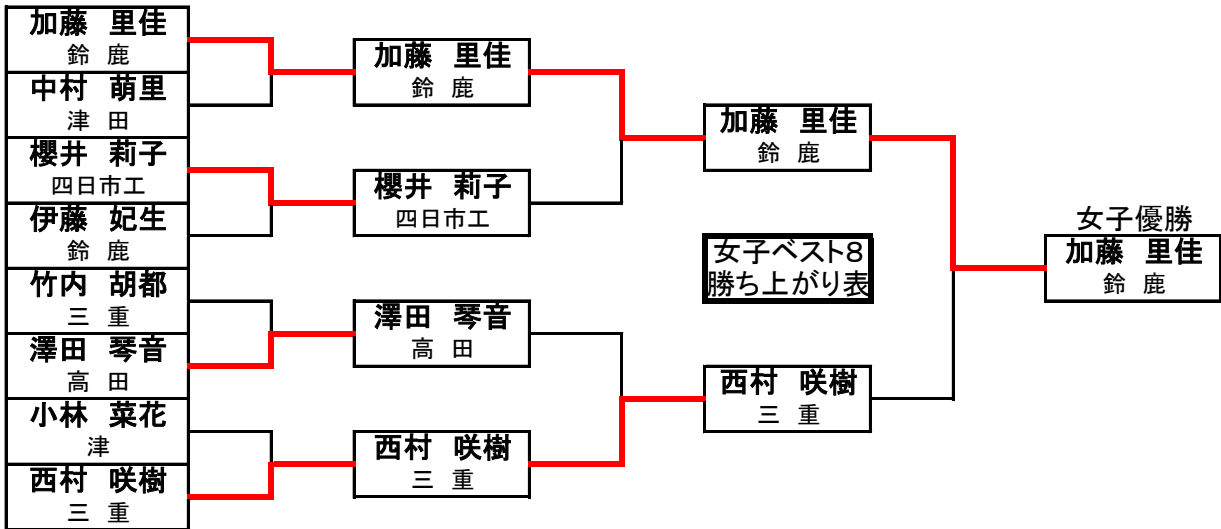 加藤　里佳
鈴 鹿
中村　萌里
津 田
櫻井　莉子
四日市工
伊藤　妃生
鈴 鹿
竹内　胡都
三 重
澤田　琴音
高 田
小林　菜花
津
西村　咲樹
三 重
加藤　里佳
鈴 鹿
櫻井　莉子
四日市工
澤田　琴音
高 田
西村　咲樹
三 重
加藤　里佳
鈴 鹿
女子ベスト８
勝ち上がり表
西村　咲樹
三 重
女子優勝
加藤　里佳
鈴 鹿